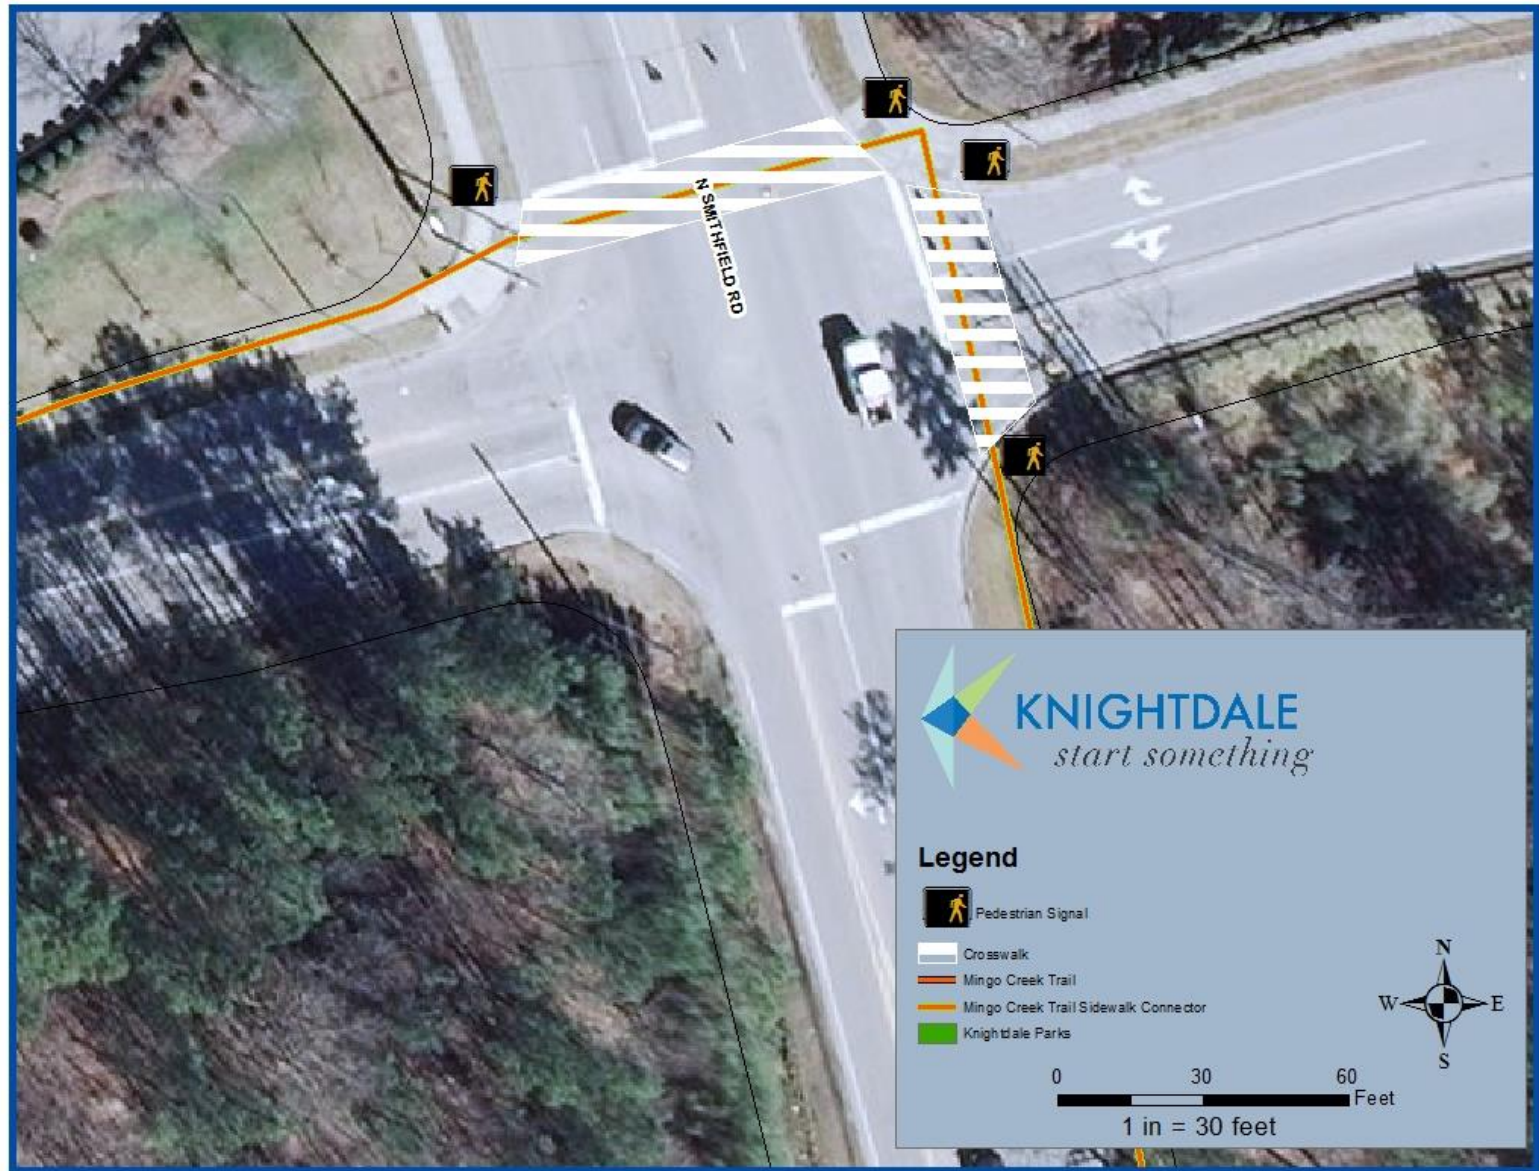 N SMITHFIELD RD
KNIGHTDALE
start something
Legend
Pedestrian Signal
Crosswalk
Mingo Creek Trail
Mingo Creek Trail Sidewalk Connector
Knightdale Parks
N
W E
S
0 30 60
Feet
1 in = 30 feet